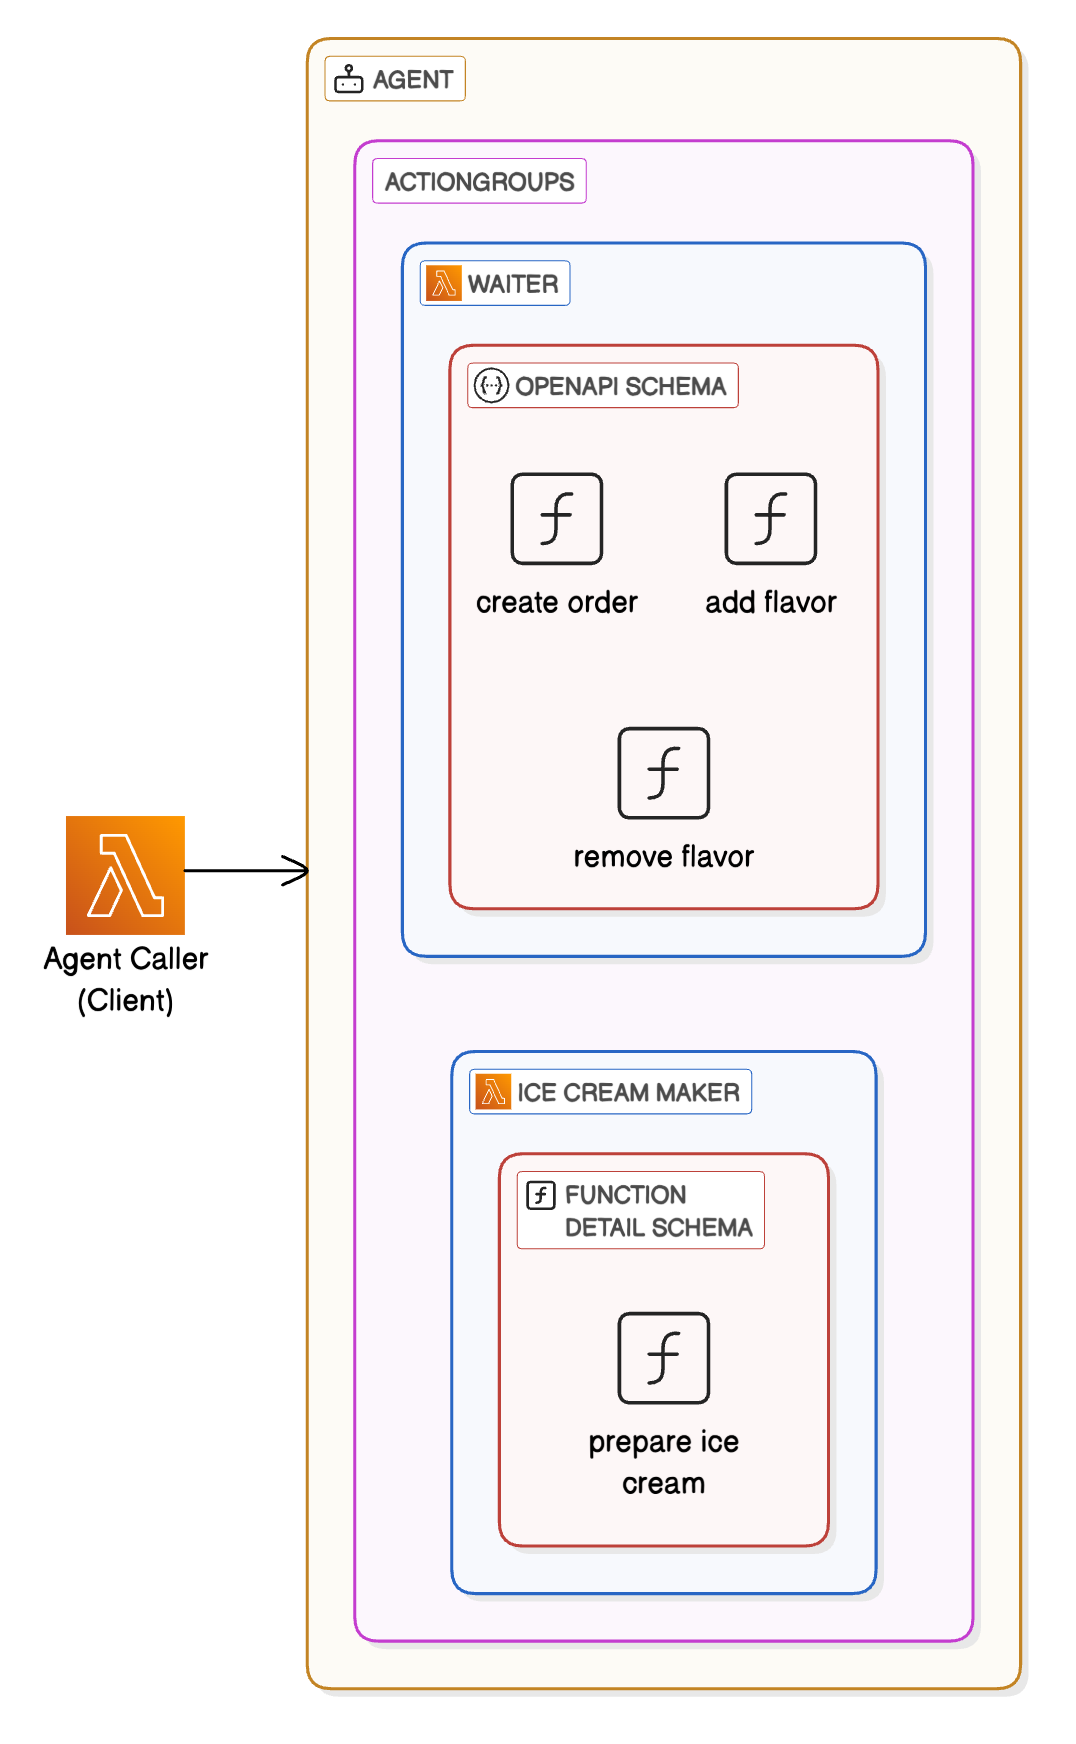 AGENT
ACTIONGROUPS
WAITER
OPENAPI SCHEMA
create order
add flavor
remove flavor
Agent Caller
(Client)
ICE CREAM MAKER
FUNCTION
DETAIL SCHEMA
prepare ice
cream